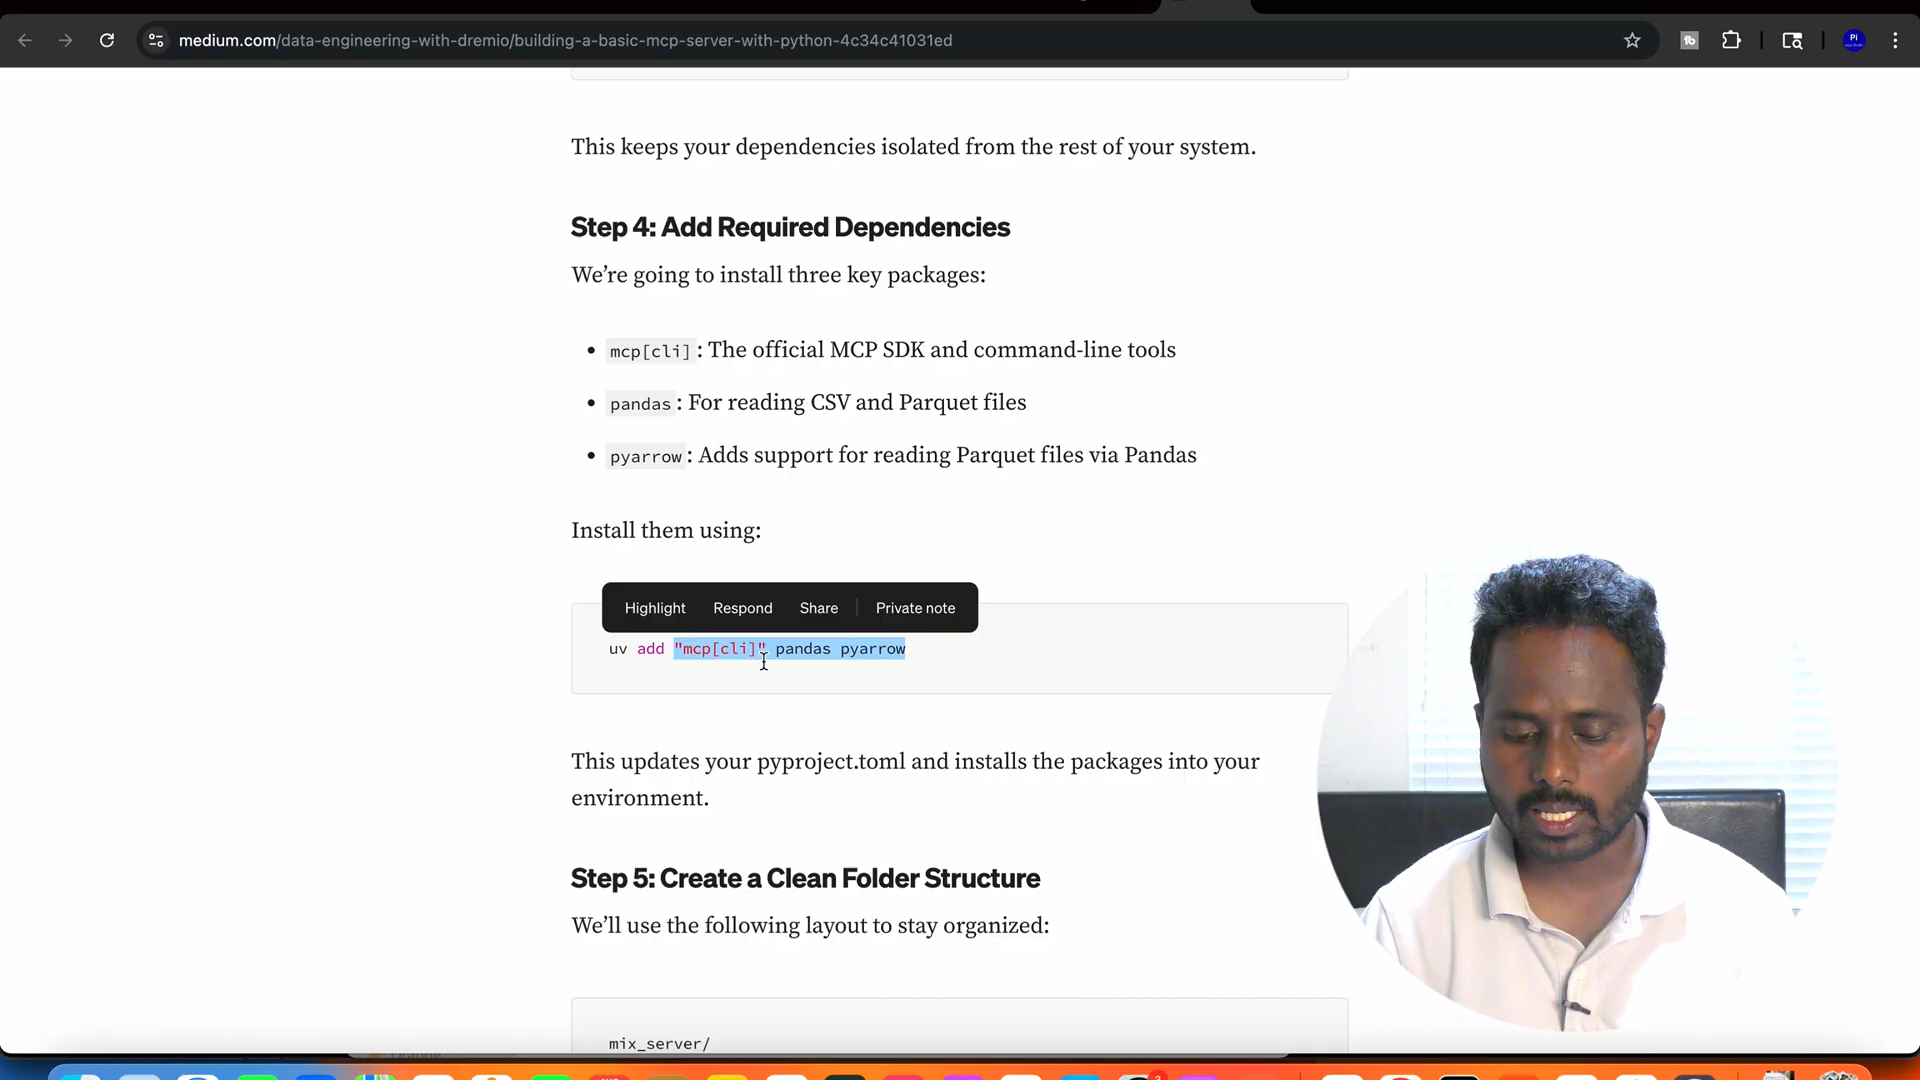 medium.com/data-engineering-with-dremio/building-a-basic-mcp-server-with-python-4c34c41031ed
This keeps your dependencies isolated from the rest of your system.
Step 4: Add Required Dependencies
We’re going to install three key packages:
mcp[cli]: The official MCP SDK and command-line tools
pandas: For reading CSV and Parquet files
pyarrow: Adds support for reading Parquet files via Pandas
Install them using:
Highlight Respond Share Private note
uv add "mcp[cli]" pandas pyarrow
This updates your pyproject.toml and installs the packages into your
environment.
Step 5: Create a Clean Folder Structure
We’ll use the following layout to stay organized:
mix_server/